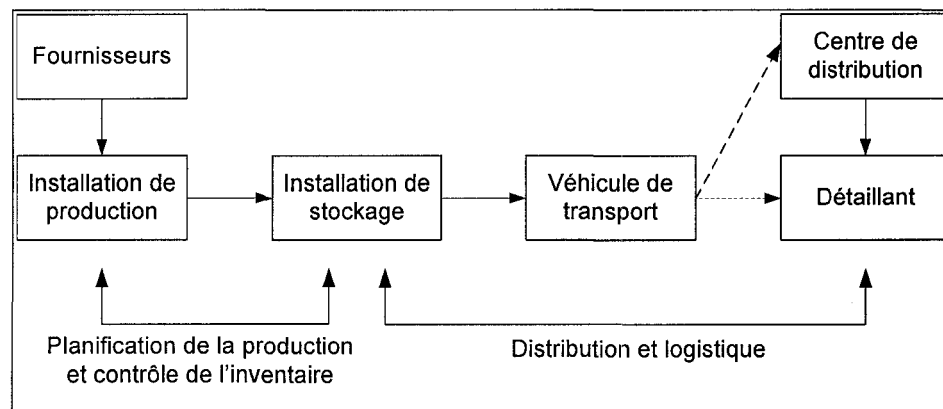 Fournisseurs
Centre de
distribution
Installation de
production
Installation de
stockage
Véhicule de
transport
Détaillant
Planification de la production
et contrôle de l'inventaire
Distribution et logistique